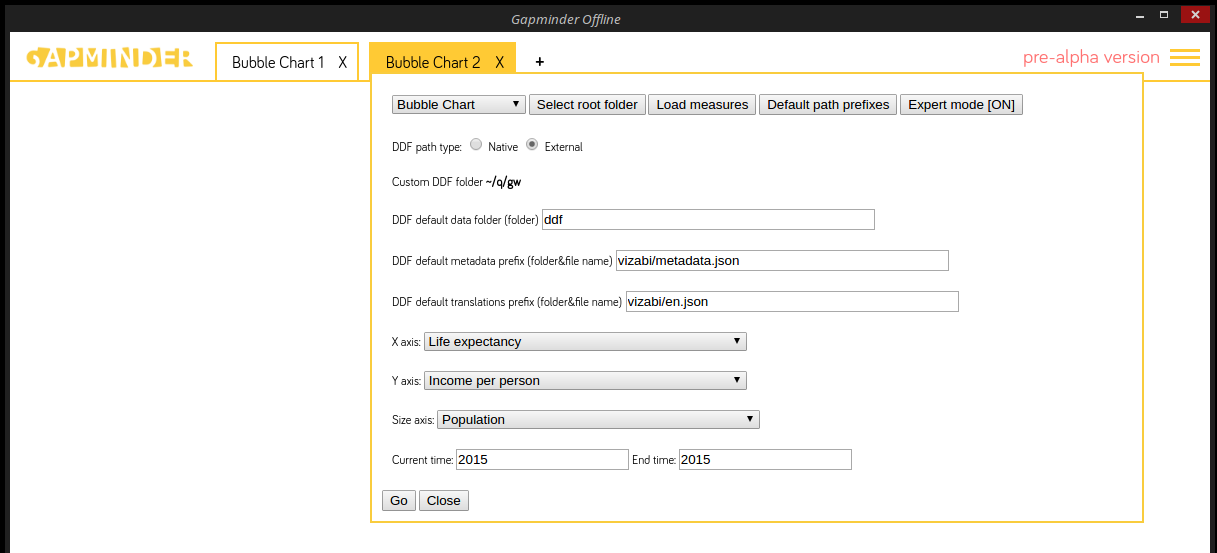 Gapminder Offline
GAPMINDER Bubble Chart 1 X Bubble Chart 2 X + pre-alpha version
Bubble Chart Select root folder Load measures Default path prefixes Expert mode [ON]
DDF path type: Native External
Custom DDF folder ~/q/gw
DDF default data folder (folder) ddf
DDF default metadata prefix (folder&file name) vizabi/metadata.json
DDF default translations prefix (folder&file name) vizabi/en.json
X axis: Life expectancy
Y axis: Income per person
Size axis: Population
Current time: 2015 End time: 2015
Go Close